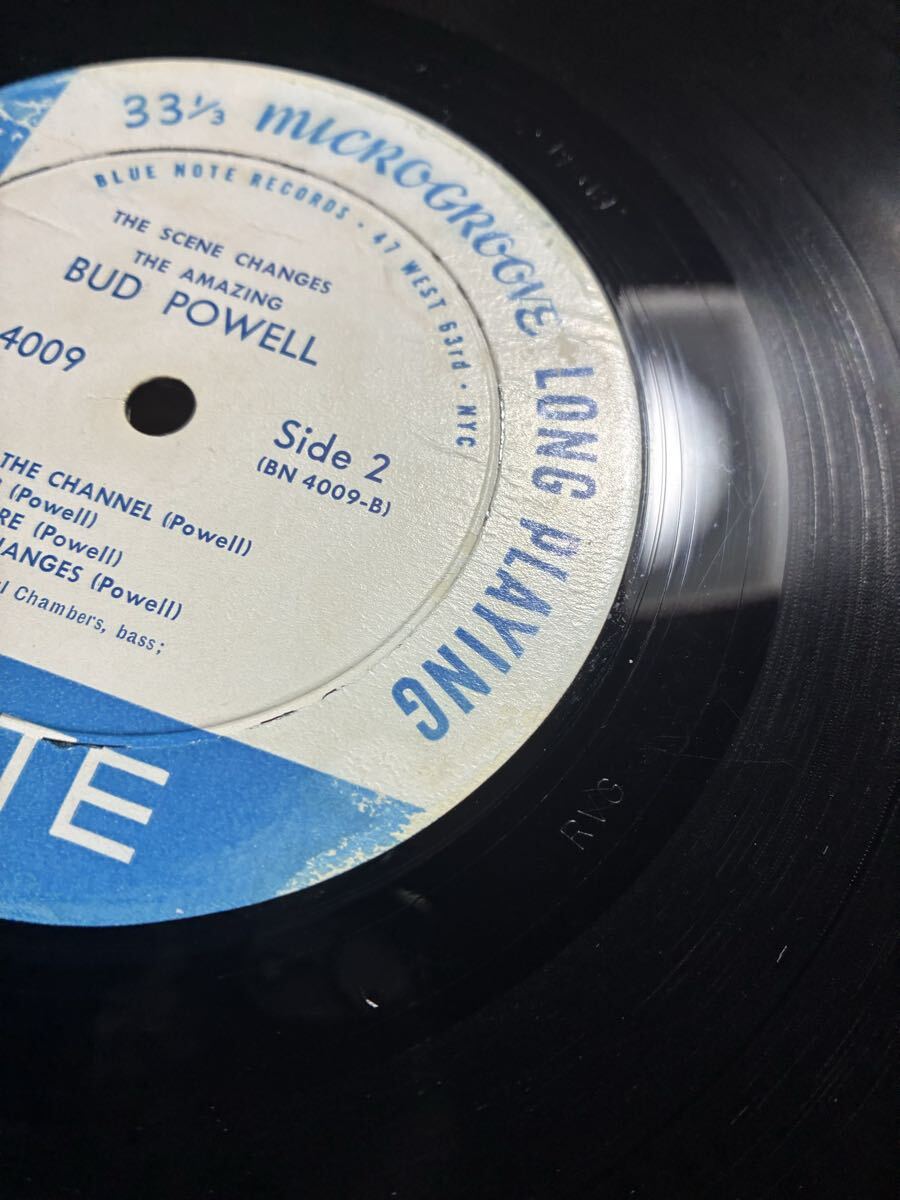 33⅓ MICROGROOVE LONG PLAYING
BLUE NOTE RECORDS · 47 WEST 63rd · NYC
THE SCENE CHANGES
THE AMAZING
BUD POWELL
4009
Side 2
(BN 4009-B)
THE CHANNEL (Powell)
(Powell)
RE (Powell)
HANGES (Powell)
l Chambers, bass;
TE
RVG